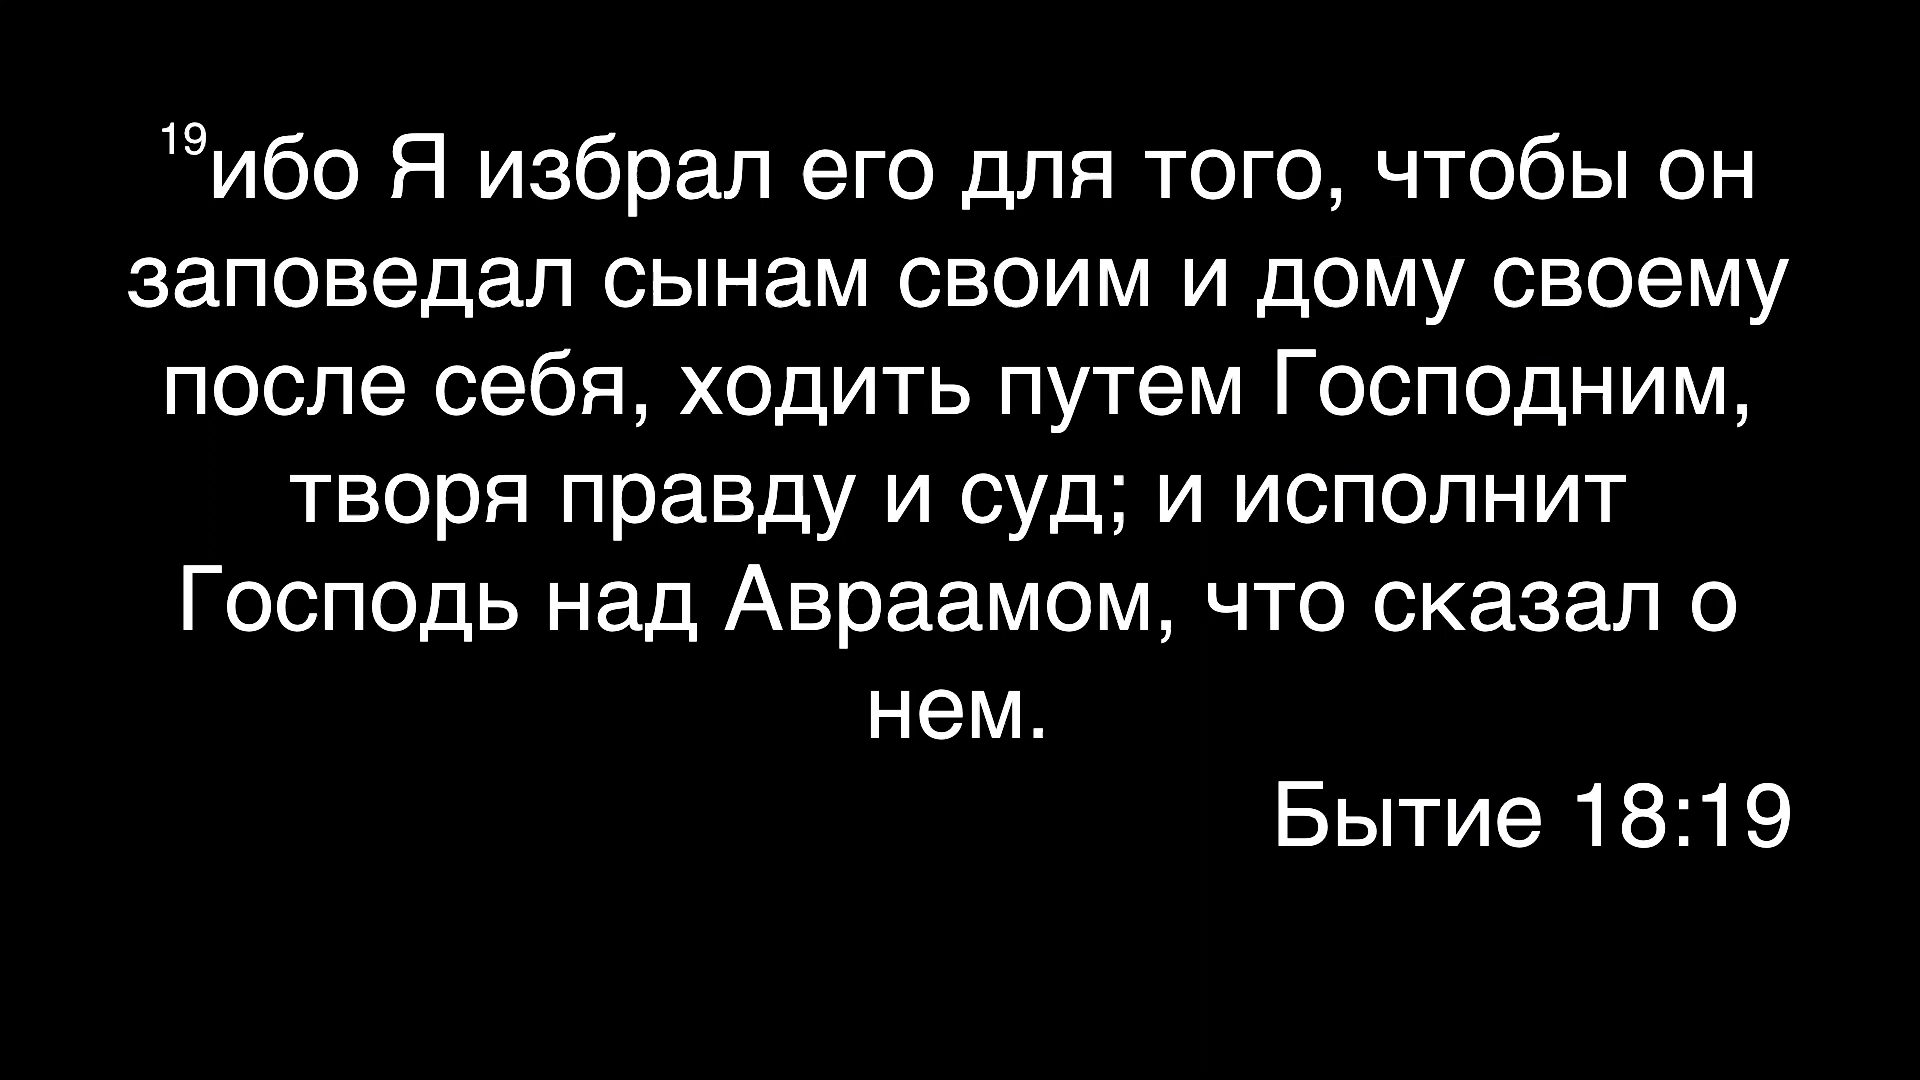 19ибо Я избрал его для того, чтобы он
заповедал сынам своим и дому своему
после себя, ходить путем Господним,
творя правду и суд; и исполнит
Господь над Авраамом, что сказал о
нем.
Бытие 18:19